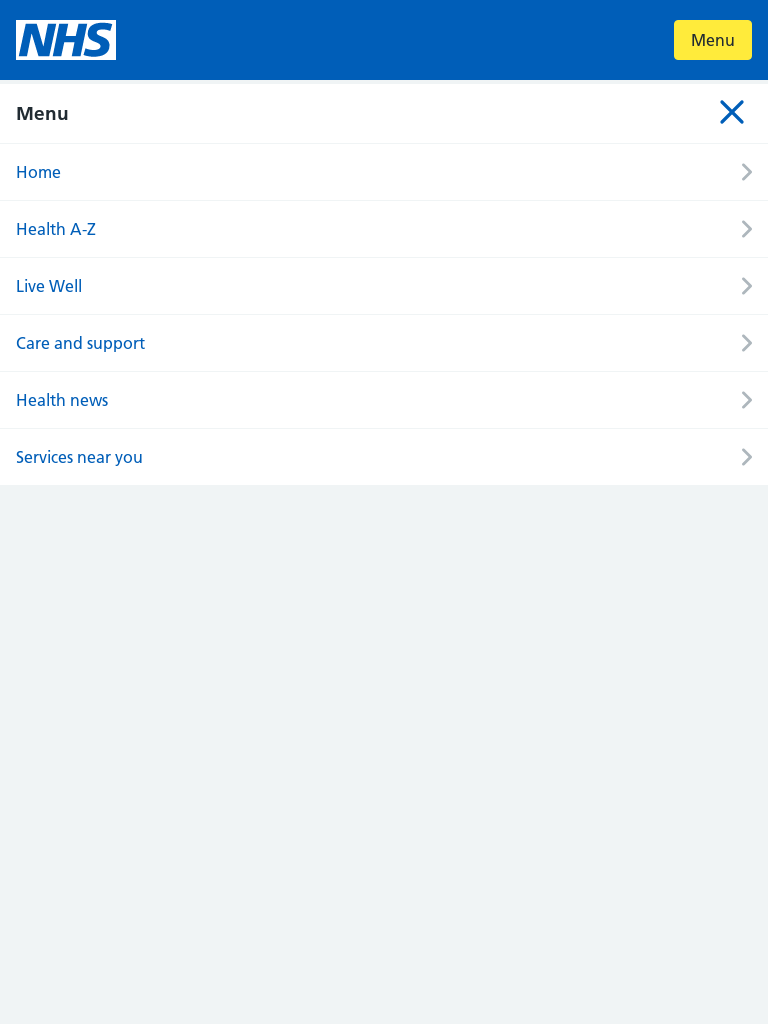 NHS
Menu
Menu
Home
Health A-Z
Live Well
Care and support
Health news
Services near you